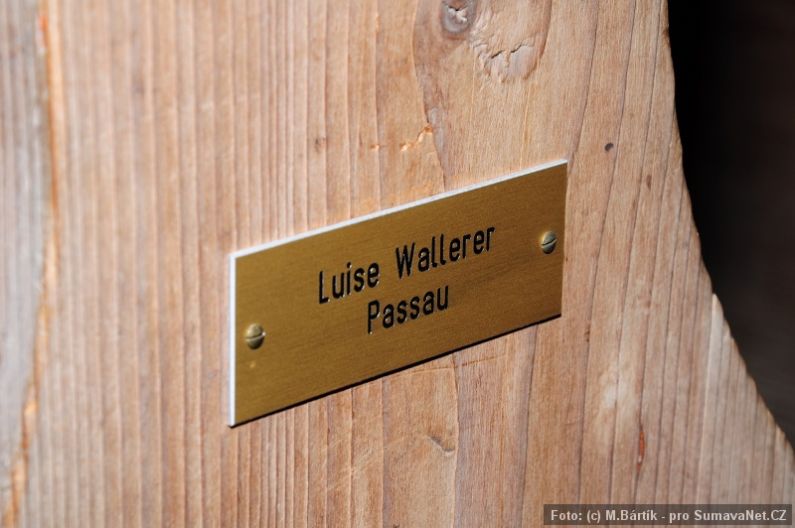 Luise Wallerer
Passau
Foto: (c) M.Bártík - pro SumavaNet.CZ